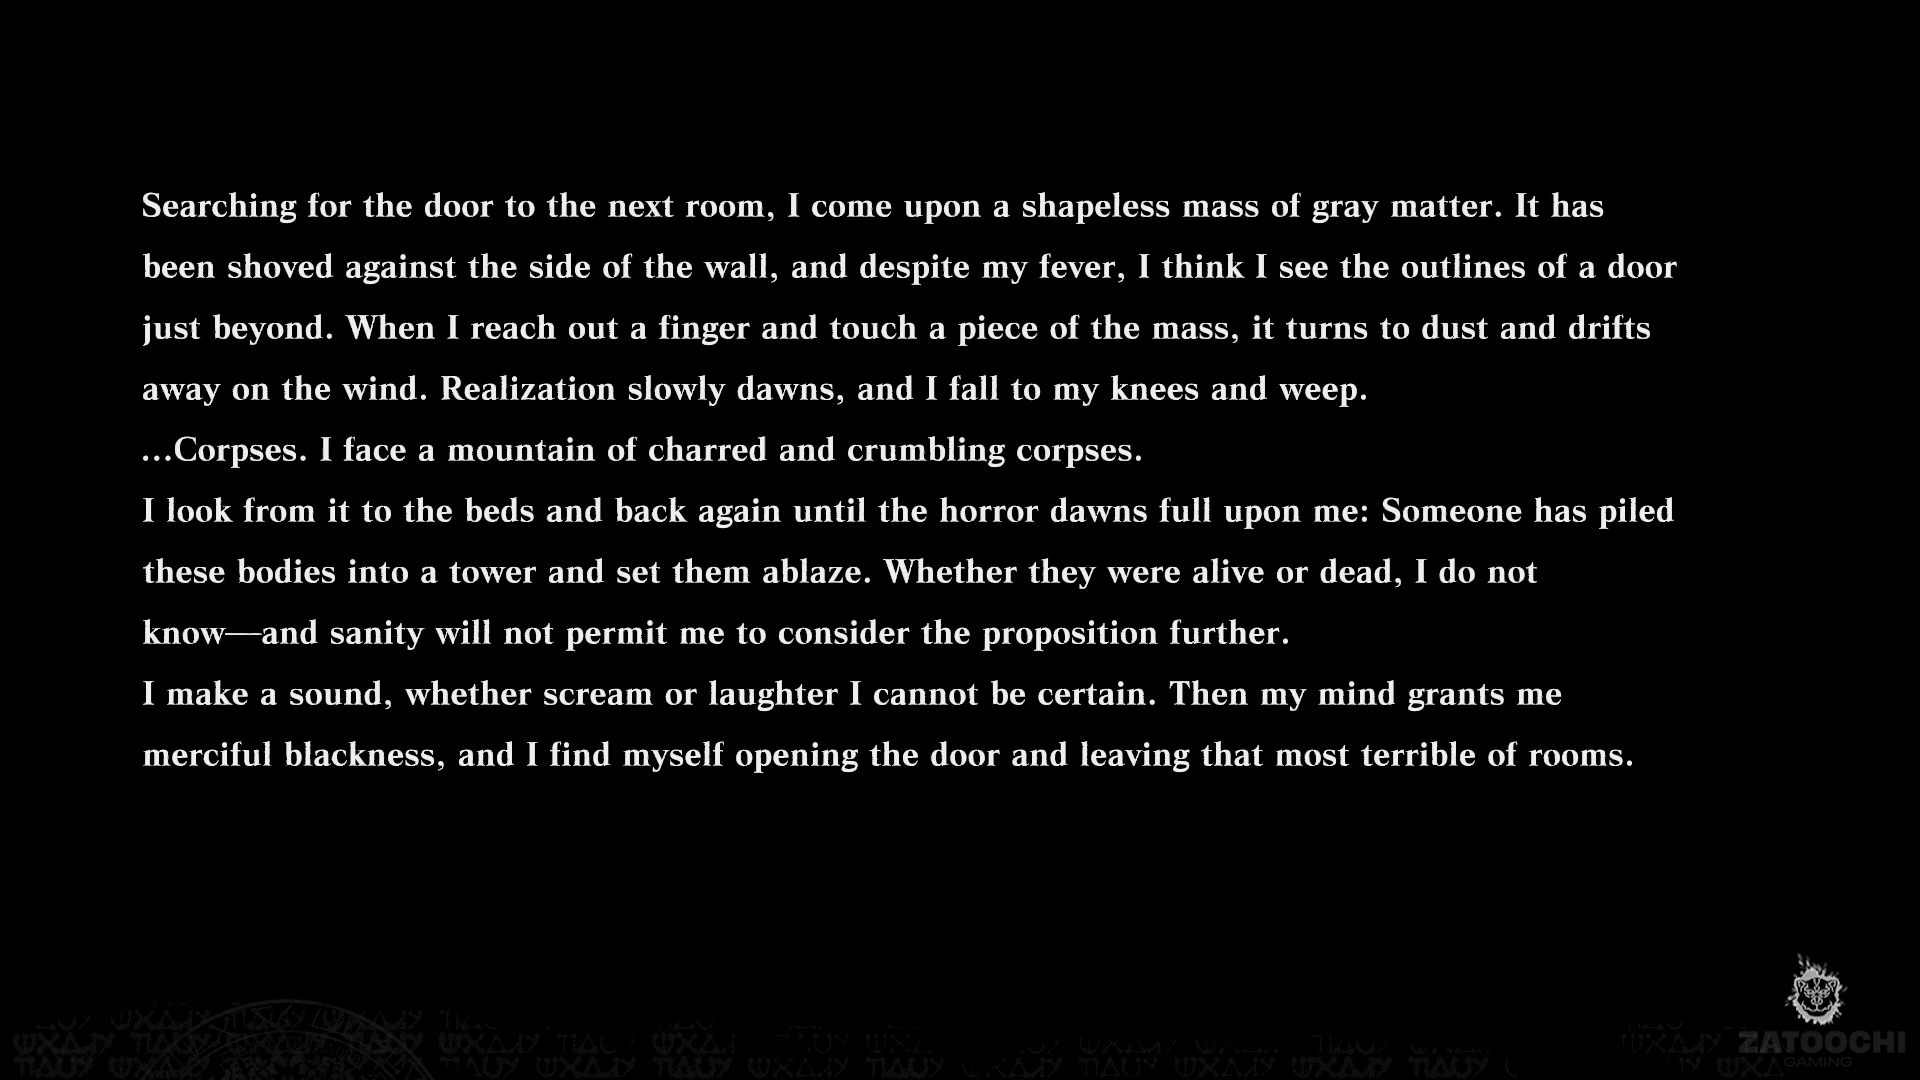 Searching for the door to the next room, I come upon a shapeless mass of gray matter. It has
been shoved against the side of the wall, and despite my fever, I think I see the outlines of a door
just beyond. When I reach out a finger and touch a piece of the mass, it turns to dust and drifts
away on the wind. Realization slowly dawns, and I fall to my knees and weep.
...Corpses. I face a mountain of charred and crumbling corpses.
I look from it to the beds and back again until the horror dawns full upon me: Someone has piled
these bodies into a tower and set them ablaze. Whether they were alive or dead, I do not
know—and sanity will not permit me to consider the proposition further.
I make a sound, whether scream or laughter I cannot be certain. Then my mind grants me
merciful blackness, and I find myself opening the door and leaving that most terrible of rooms.
ZATOOCHI
GAMING